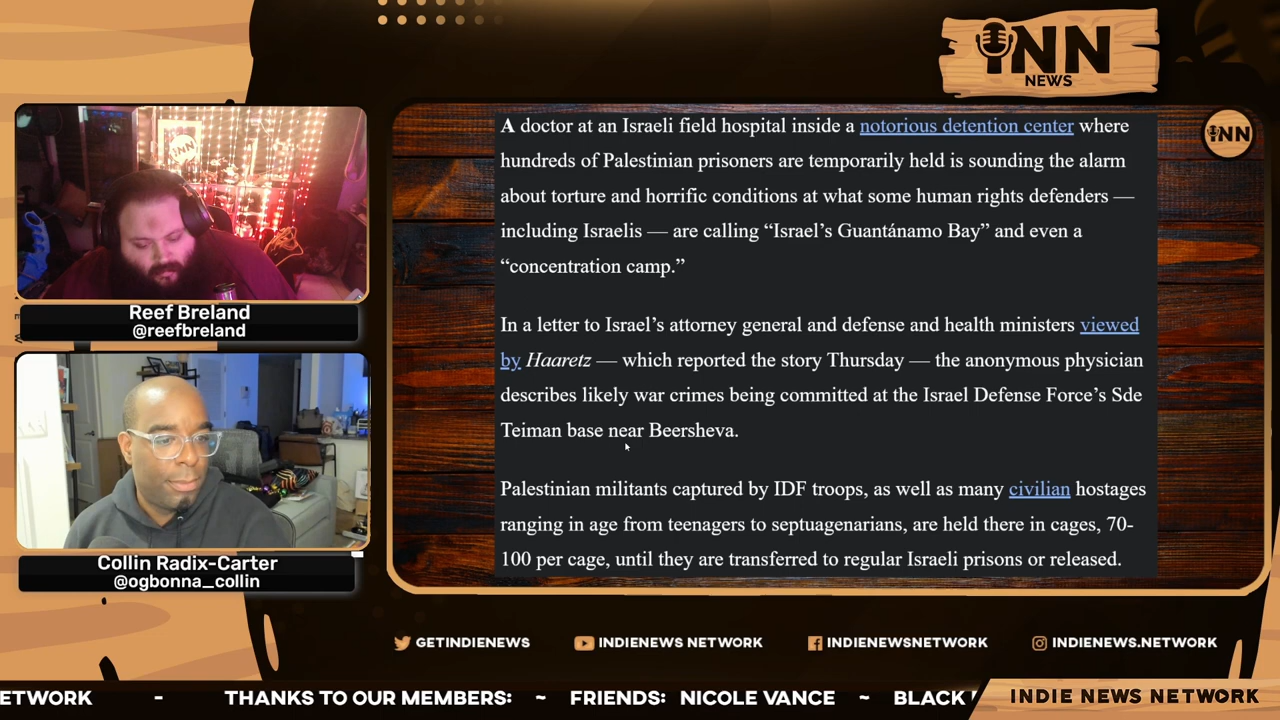 INN
NEWS
INN
A doctor at an Israeli field hospital inside a notorious detention center where
hundreds of Palestinian prisoners are temporarily held is sounding the alarm
about torture and horrific conditions at what some human rights defenders —
including Israelis — are calling “Israel’s Guantánamo Bay” and even a
“concentration camp.”
In a letter to Israel’s attorney general and defense and health ministers viewed
by Haaretz — which reported the story Thursday — the anonymous physician
describes likely war crimes being committed at the Israel Defense Force’s Sde
Teiman base near Beersheva.
Palestinian militants captured by IDF troops, as well as many civilian hostages
ranging in age from teenagers to septuagenarians, are held there in cages, 70-
100 per cage, until they are transferred to regular Israeli prisons or released.
Reef Breland
@reefbreland
Collin Radix-Carter
@ogbonna_collin
GETINDIENEWS
INDIENEWS NETWORK
INDIENEWSNETWORK
INDIENEWS.NETWORK
ETWORK - THANKS TO OUR MEMBERS: ~ FRIENDS: NICOLE VANCE ~ BLACK
INDIE NEWS NETWORK